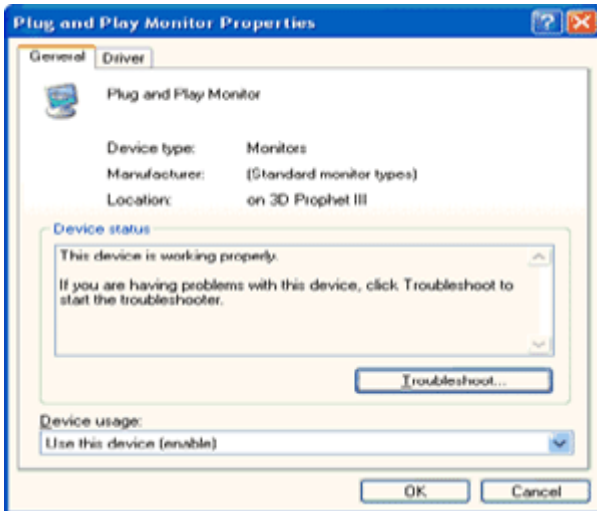 Plug and Play Monitor Properties
General Driver
Plug and Play Monitor
Device type: Monitors
Manufacturer: (Standard monitor types)
Location: on 3D Prophet III
Device status
This device is working properly.
If you are having problems with this device, click Troubleshoot to
start the troubleshooter.
Troubleshoot...
Device usage:
Use this device (enable)
OK Cancel